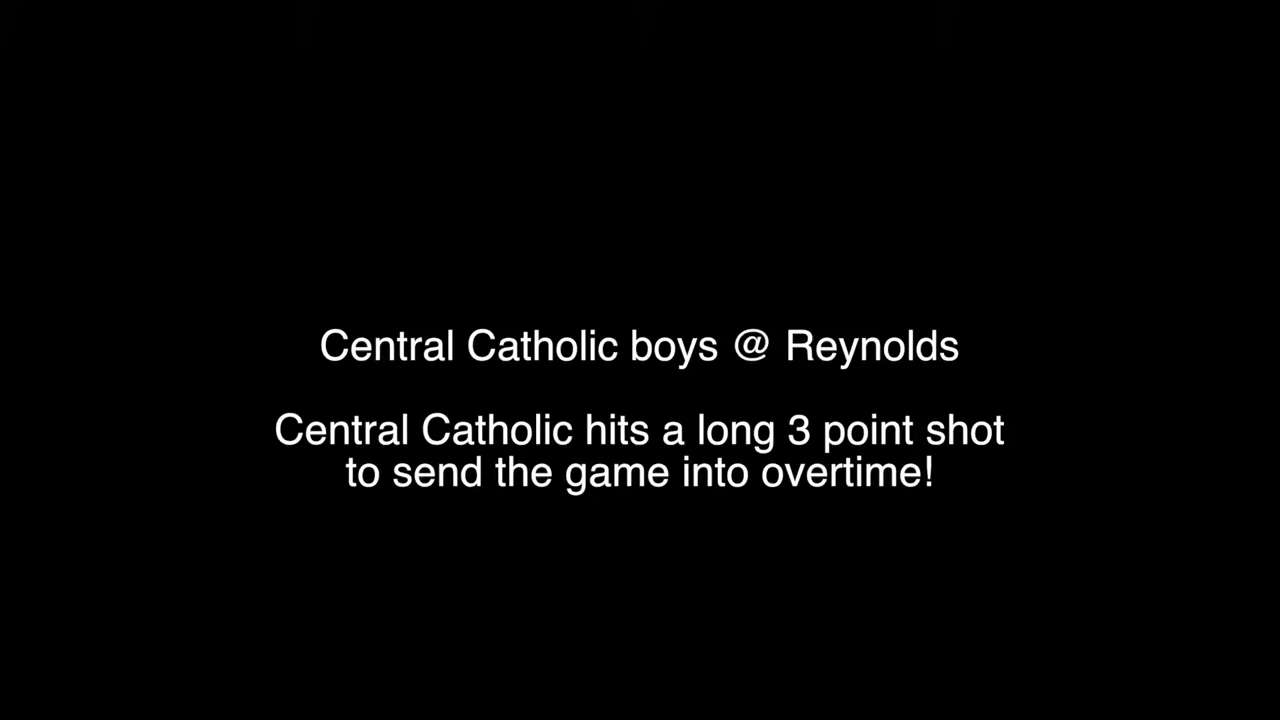 Central Catholic boys @ Reynolds
Central Catholic hits a long 3 point shot
to send the game into overtime!